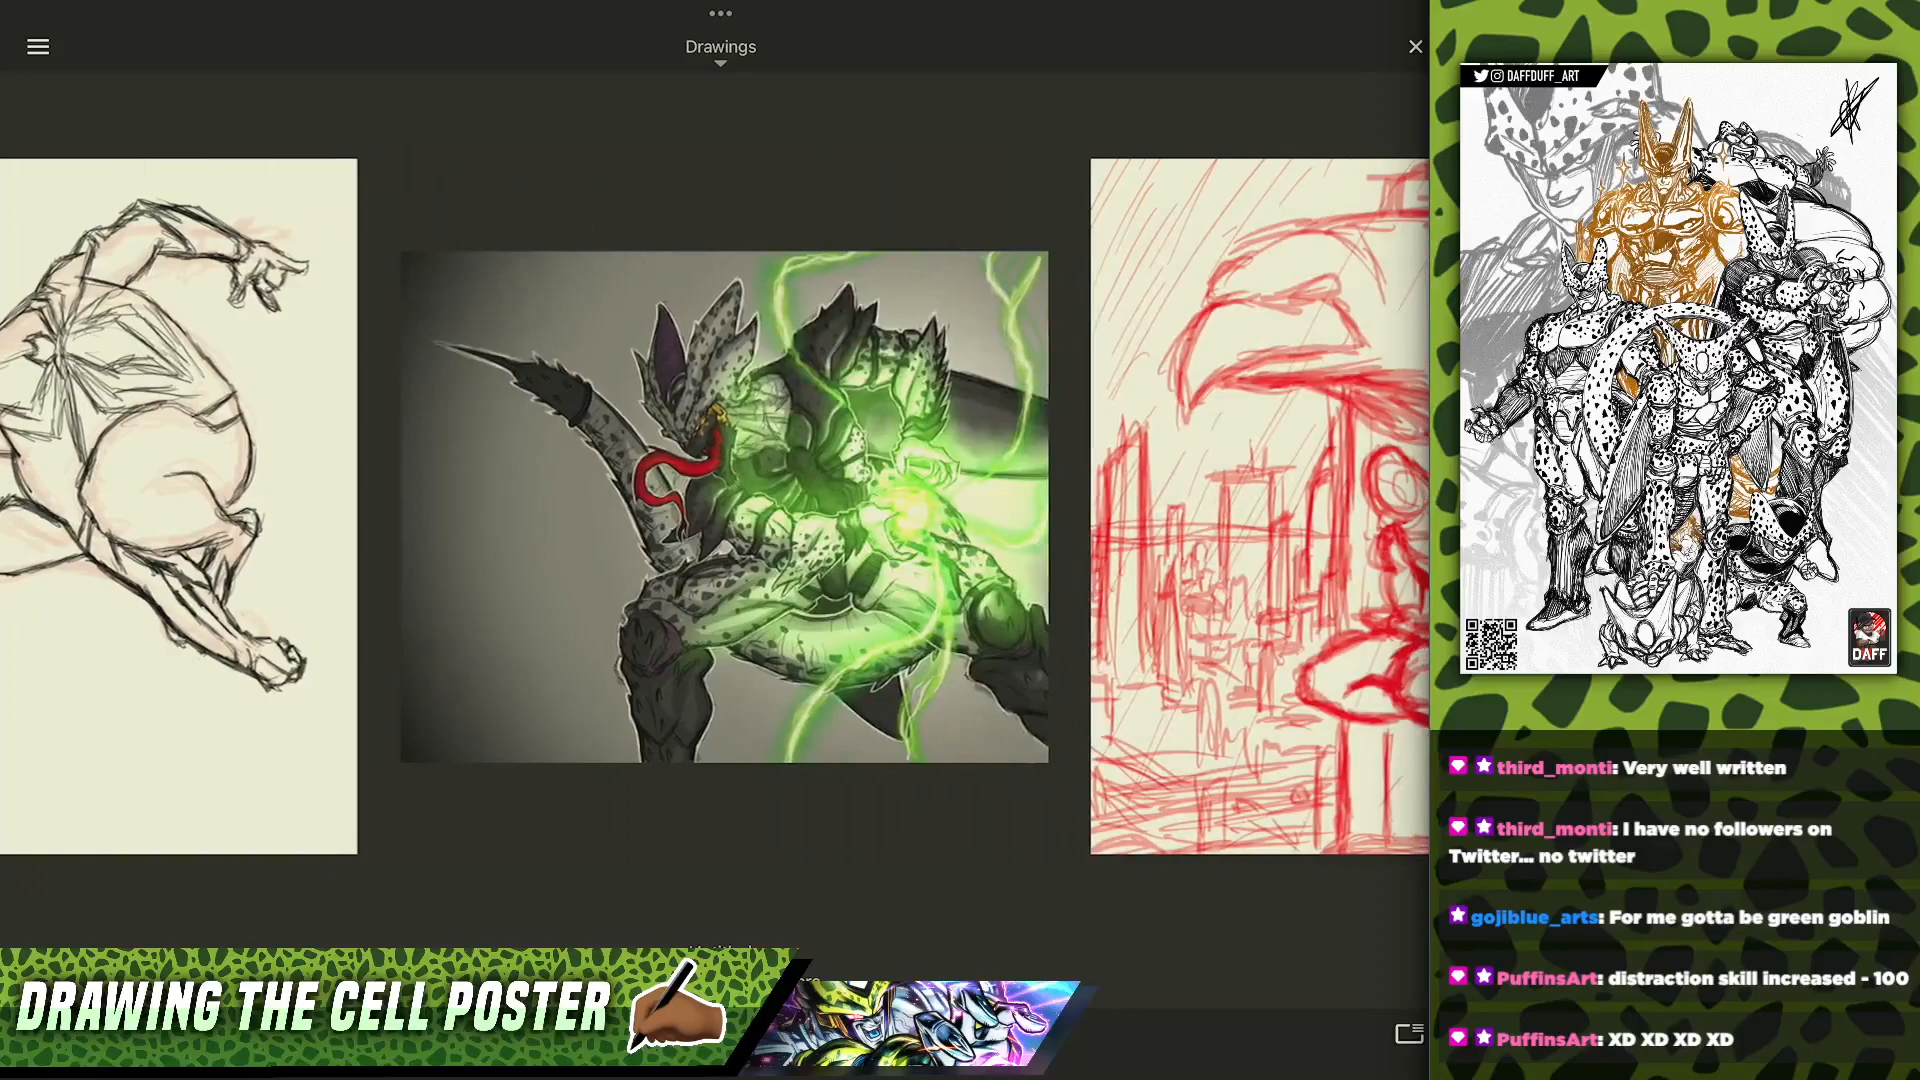 Drawings
DAFFDUFF_ART
DAFF
third_monti: Very well written
third_monti: I have no followers on
Twitter... no twitter
gojiblue_arts: For me gotta be green goblin
PuffinsArt: distraction skill increased - 100
PuffinsArt: XD XD XD XD
DRAWING THE CELL POSTER